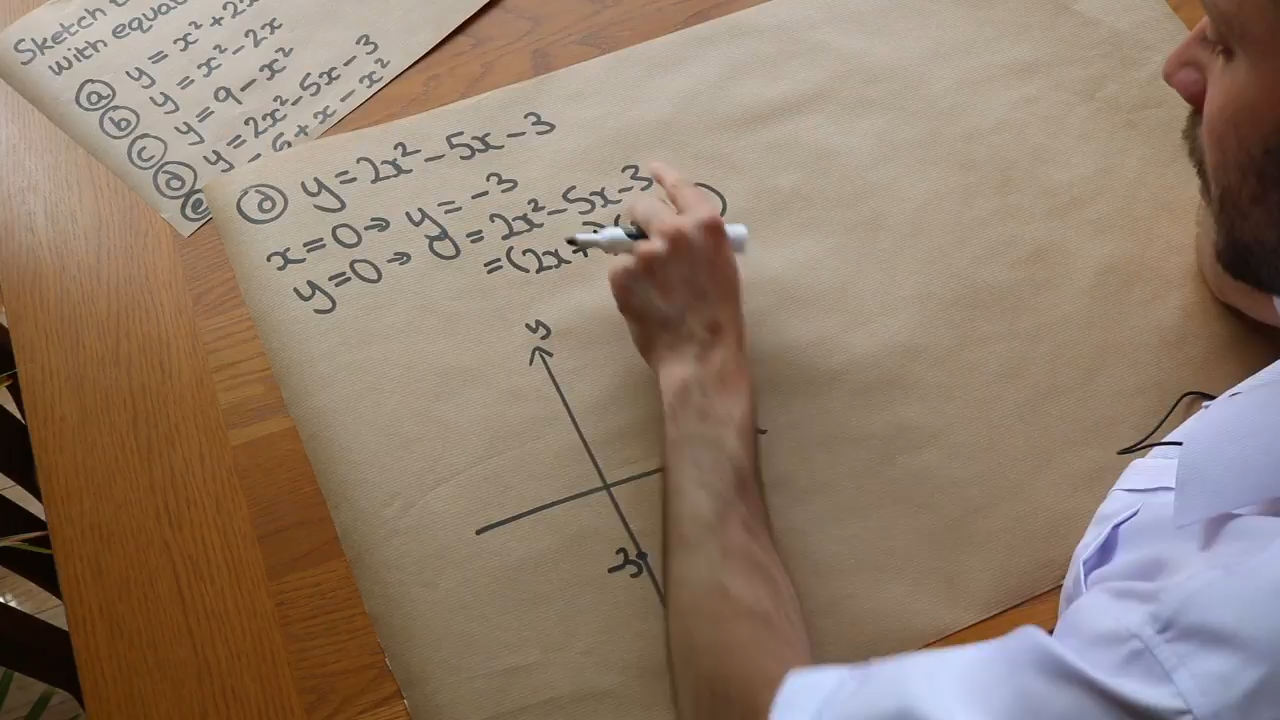 Sketch
with equa
ⓐ y = x² + 2
ⓑ y = x² - 2x
ⓒ y = 9 - x²
ⓓ y = 2x² - 5x - 3
ⓔ - 6 + x - x²
ⓓ y = 2x² - 5x - 3
x = 0 → y = -3
y = 0 → 0 = 2x² - 5x - 3
= (2x + )
y
-3